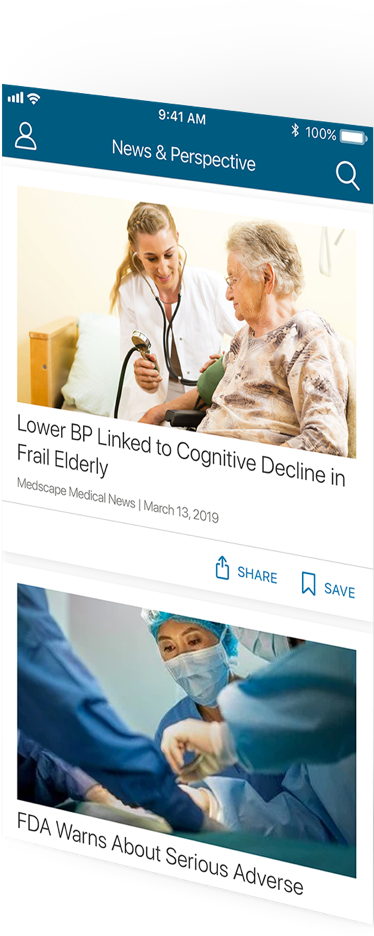 9:41 AM
100%
News & Perspective
Lower BP Linked to Cognitive Decline in
Frail Elderly
Medscape Medical News | March 13, 2019
SHARE
SAVE
FDA Warns About Serious Adverse